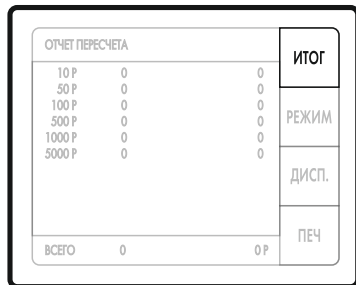 ОТЧЕТ ПЕРЕСЧЕТА
10 Р 0 0
50 Р 0 0
100 Р 0 0
500 Р 0 0
1000 Р 0 0
5000 Р 0 0
ВСЕГО 0 0 Р
ИТОГ
РЕЖИМ
ДИСП.
ПЕЧ